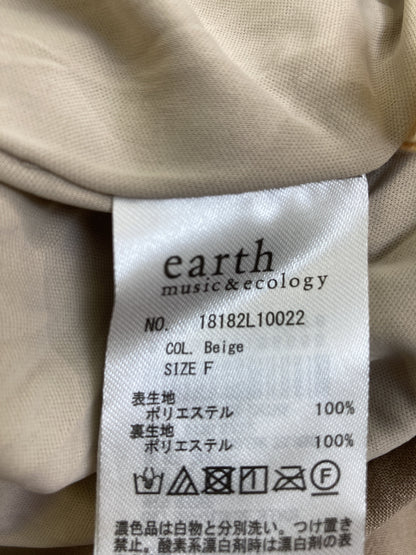 earth
music&ecology
NO. 18182L10022
COL. Beige
SIZE F
表生地
ポリエステル 100%
裏生地
ポリエステル 100%
濃色品は白物と分別洗い。つけ置き
禁止。酸素系漂白剤時は漂白剤の表